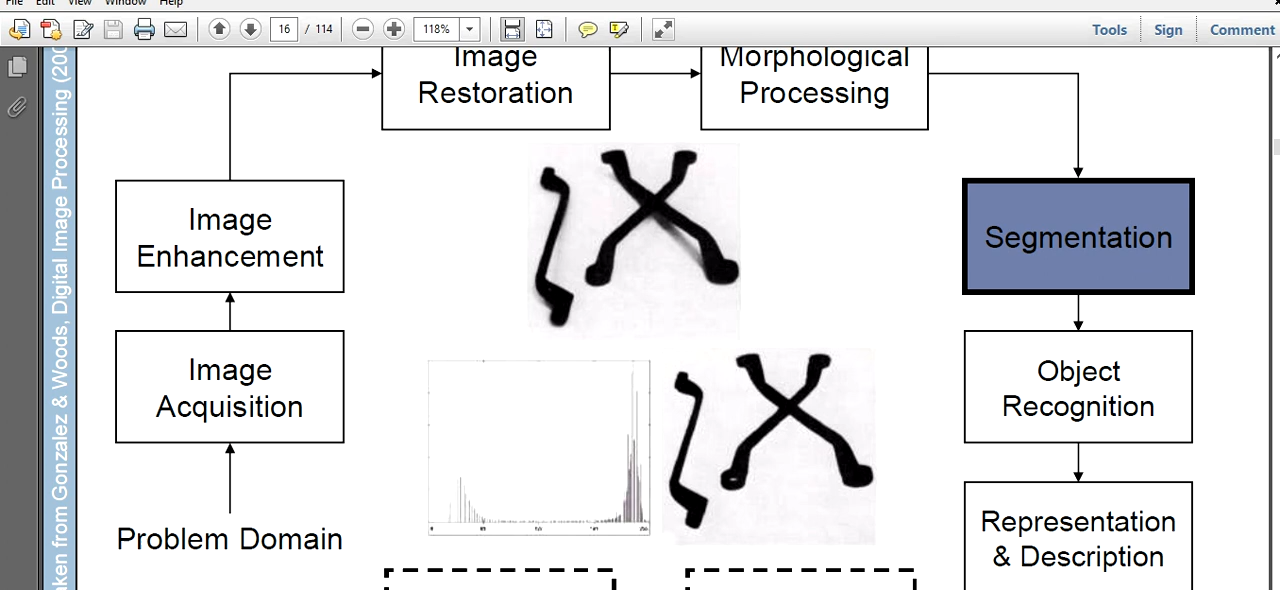 File Edit View Window Help
16 / 114 118% Tools Sign Comment
aken from Gonzalez & Woods, Digital Image Processing (200
Image
Restoration
Morphological
Processing
Image
Enhancement
Segmentation
Image
Acquisition
Object
Recognition
Problem Domain
Representation
& Description